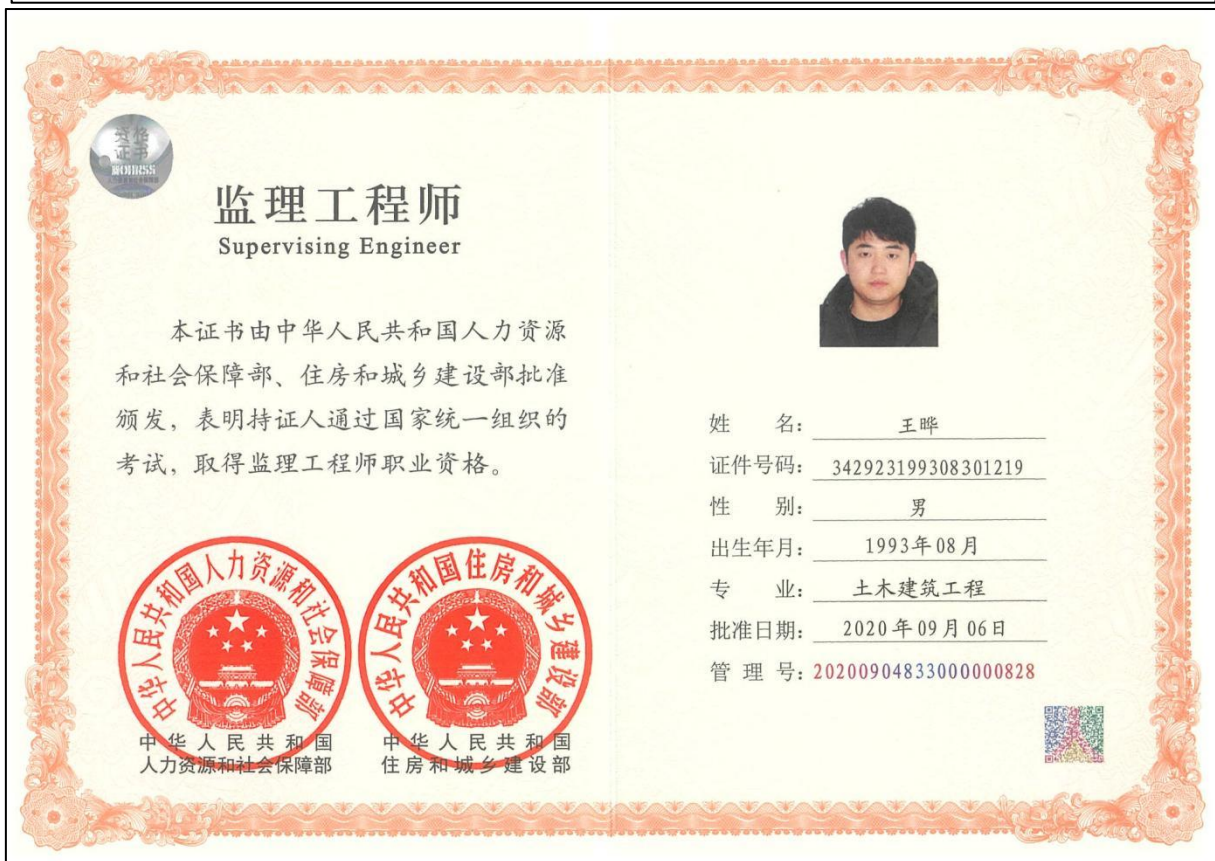 资格
证书
MOHRSS
监理工程师
Supervising Engineer
本证书由中华人民共和国人力资源
和社会保障部、住房和城乡建设部批准
颁发，表明持证人通过国家统一组织的
考试，取得监理工程师职业资格。
中华人民共和国人力资源和社会保障部
中华人民共和国住房和城乡建设部
中华人民共和国
人力资源和社会保障部
中华人民共和国
住房和城乡建设部
姓名：王晔
证件号码：342923199308301219
性别：男
出生年月：1993年08月
专业：土木建筑工程
批准日期：2020年09月06日
管理号：20200904833000000828